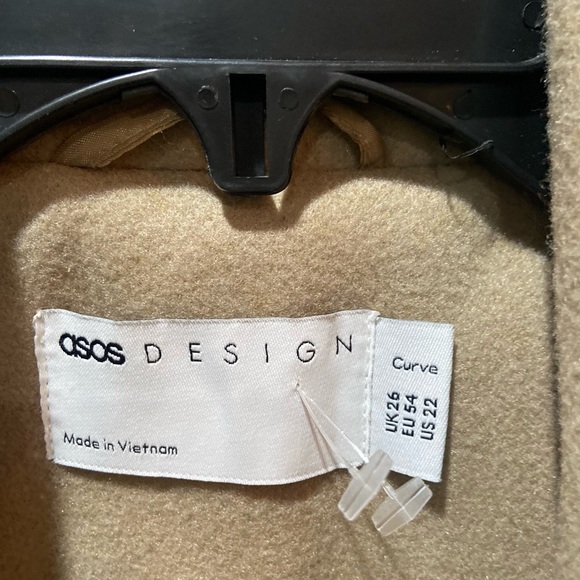 asos DESIGN
Made in Vietnam
Curve
UK 26
EU 54
US 22